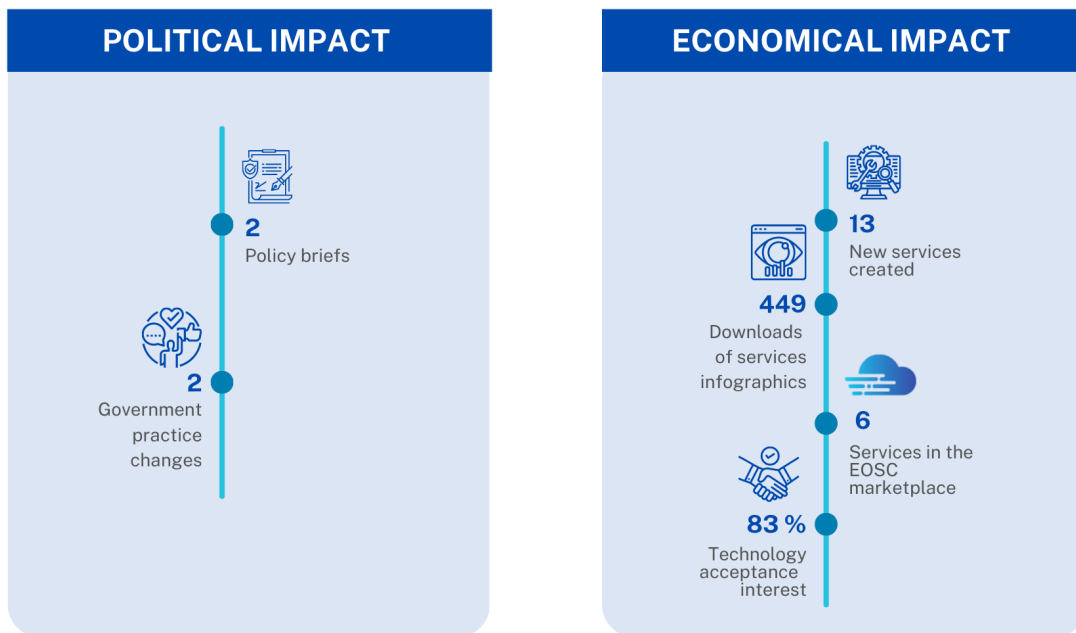 POLITICAL IMPACT
2
Policy briefs
2
Government
practice
changes
ECONOMICAL IMPACT
13
New services
created
449
Downloads
of services
infographics
6
Services in the
EOSC
marketplace
83 %
Technology
acceptance
interest